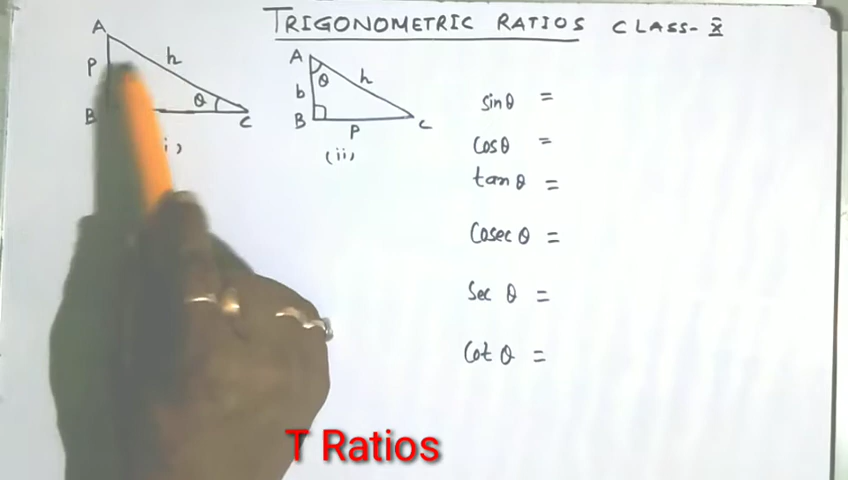 TRIGONOMETRIC RATIOS CLASS-X
A
P
h
θ
B
C
i)
A
θ
h
b
B
P
C
(ii)
sinθ =
cosθ =
tanθ =
Cosec θ =
Sec θ =
Cot θ =
T Ratios